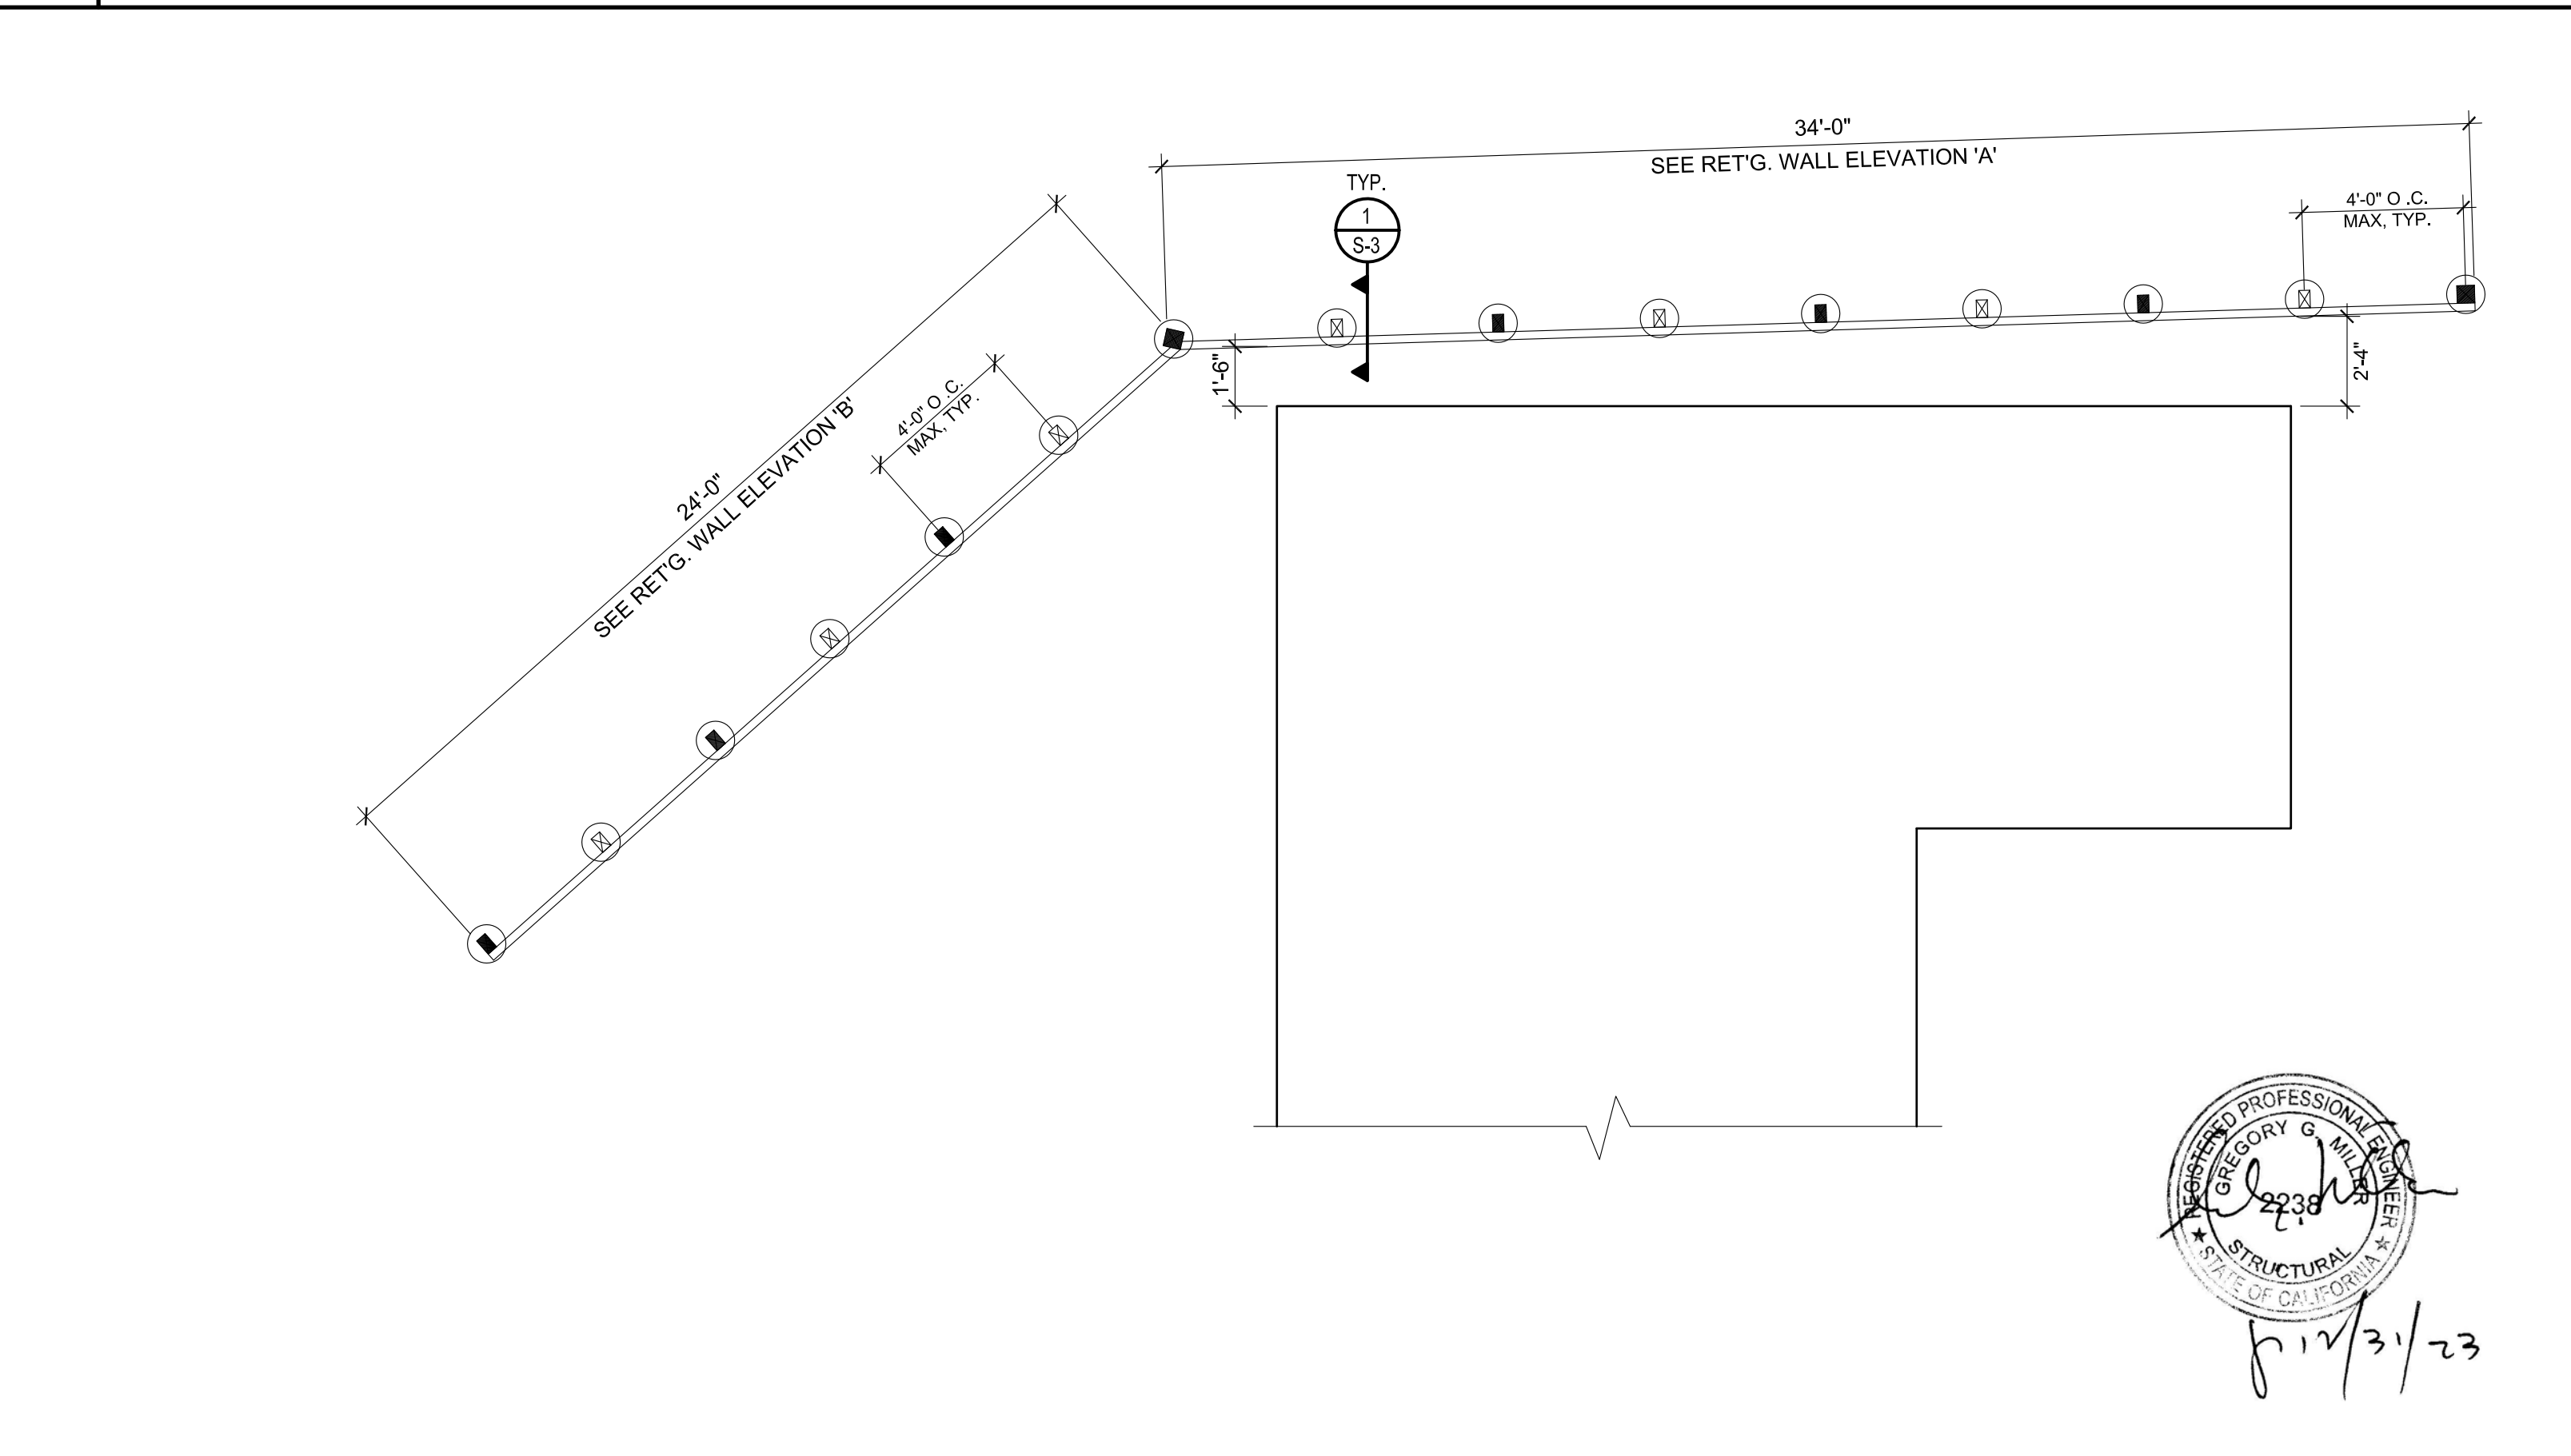 34'-0"
SEE RET'G. WALL ELEVATION 'A'
TYP.
1
S-3
4'-0" O .C.
MAX, TYP.
1'-6"
2'-4"
4'-0" O .C.
MAX, TYP.
24'-0"
SEE RET'G. WALL ELEVATION 'B'
REGISTERED PROFESSIONAL ENGINEER
GREGORY G. MILLER
2238
STRUCTURAL
★ STATE OF CALIFORNIA ★
12/31/23